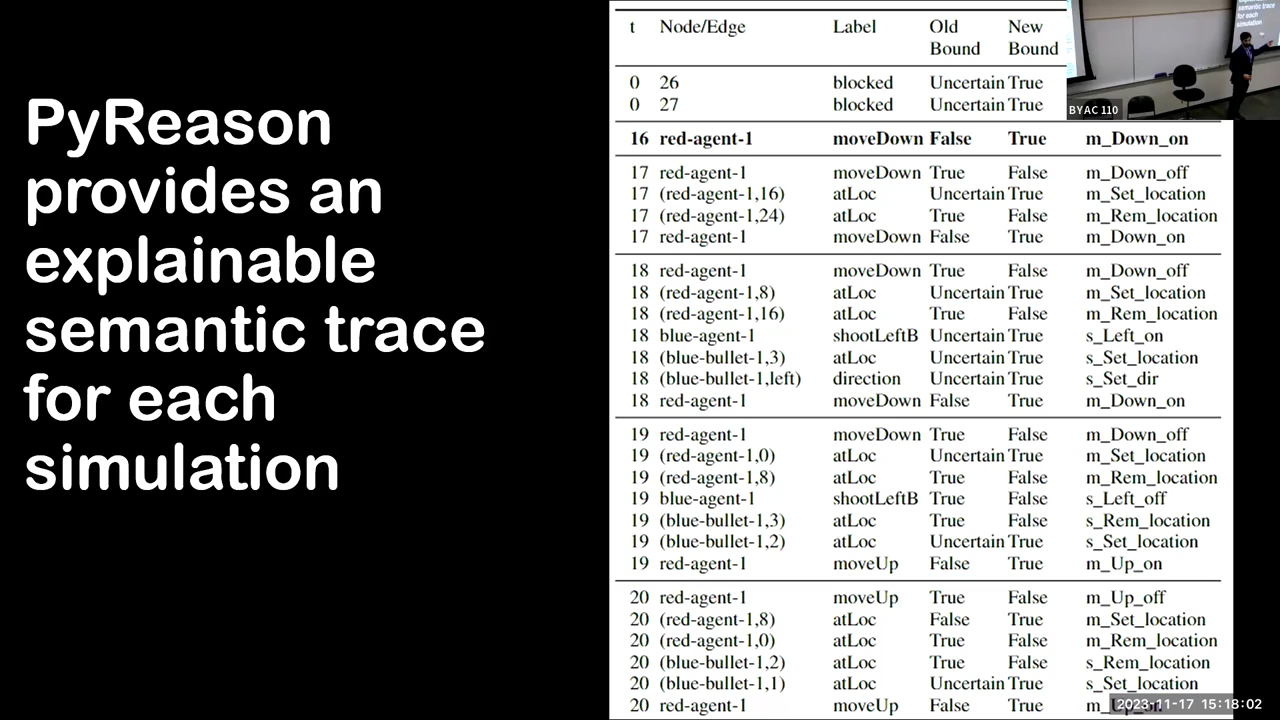 PyReason
provides an
explainable
semantic trace
for each
simulation
t Node/Edge Label Old Bound New Bound
0 26 blocked Uncertain True
0 27 blocked Uncertain True
16 red-agent-1 moveDown False True m_Down_on
17 red-agent-1 moveDown True False m_Down_off
17 (red-agent-1,16) atLoc Uncertain True m_Set_location
17 (red-agent-1,24) atLoc True False m_Rem_location
17 red-agent-1 moveDown False True m_Down_on
18 red-agent-1 moveDown True False m_Down_off
18 (red-agent-1,8) atLoc Uncertain True m_Set_location
18 (red-agent-1,16) atLoc True False m_Rem_location
18 blue-agent-1 shootLeftB Uncertain True s_Left_on
18 (blue-bullet-1,3) atLoc Uncertain True s_Set_location
18 (blue-bullet-1,left) direction Uncertain True s_Set_dir
18 red-agent-1 moveDown False True m_Down_on
19 red-agent-1 moveDown True False m_Down_off
19 (red-agent-1,0) atLoc Uncertain True m_Set_location
19 (red-agent-1,8) atLoc True False m_Rem_location
19 blue-agent-1 shootLeftB True False s_Left_off
19 (blue-bullet-1,3) atLoc True False s_Rem_location
19 (blue-bullet-1,2) atLoc Uncertain True s_Set_location
19 red-agent-1 moveUp False True m_Up_on
20 red-agent-1 moveUp True False m_Up_off
20 (red-agent-1,8) atLoc False True m_Set_location
20 (red-agent-1,0) atLoc True False m_Rem_location
20 (blue-bullet-1,2) atLoc True False s_Rem_location
20 (blue-bullet-1,1) atLoc Uncertain True s_Set_location
20 red-agent-1 moveUp False True
semantic trace
for each
simulation
BYAC 110
2023-11-17 15:18:02